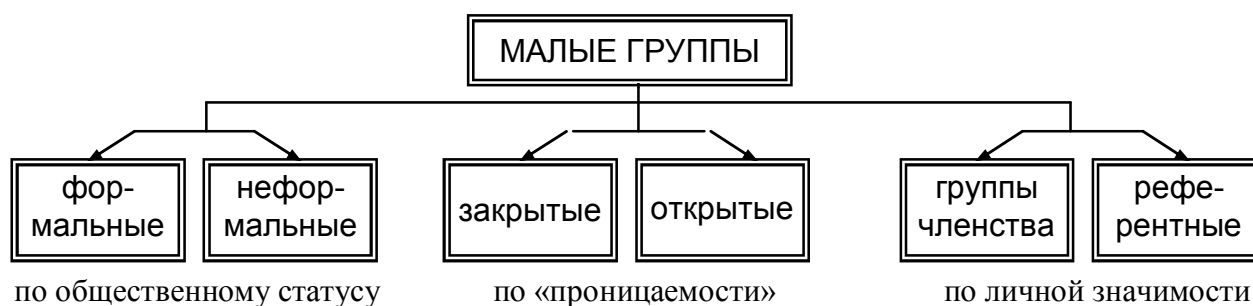 МАЛЫЕ ГРУППЫ
фор-
мальные
нефор-
мальные
закрытые
открытые
группы
членства
рефе-
рентные
по общественному статусу
по «проницаемости»
по личной значимости